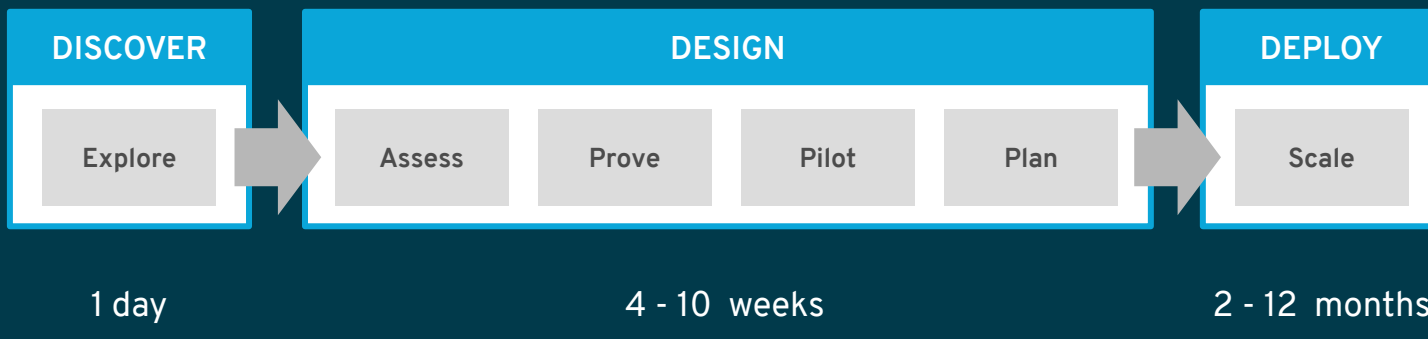 DISCOVER
DESIGN
DEPLOY
Explore
Assess
Prove
Pilot
Plan
Scale
1 day
4 - 10 weeks
2 - 12 months